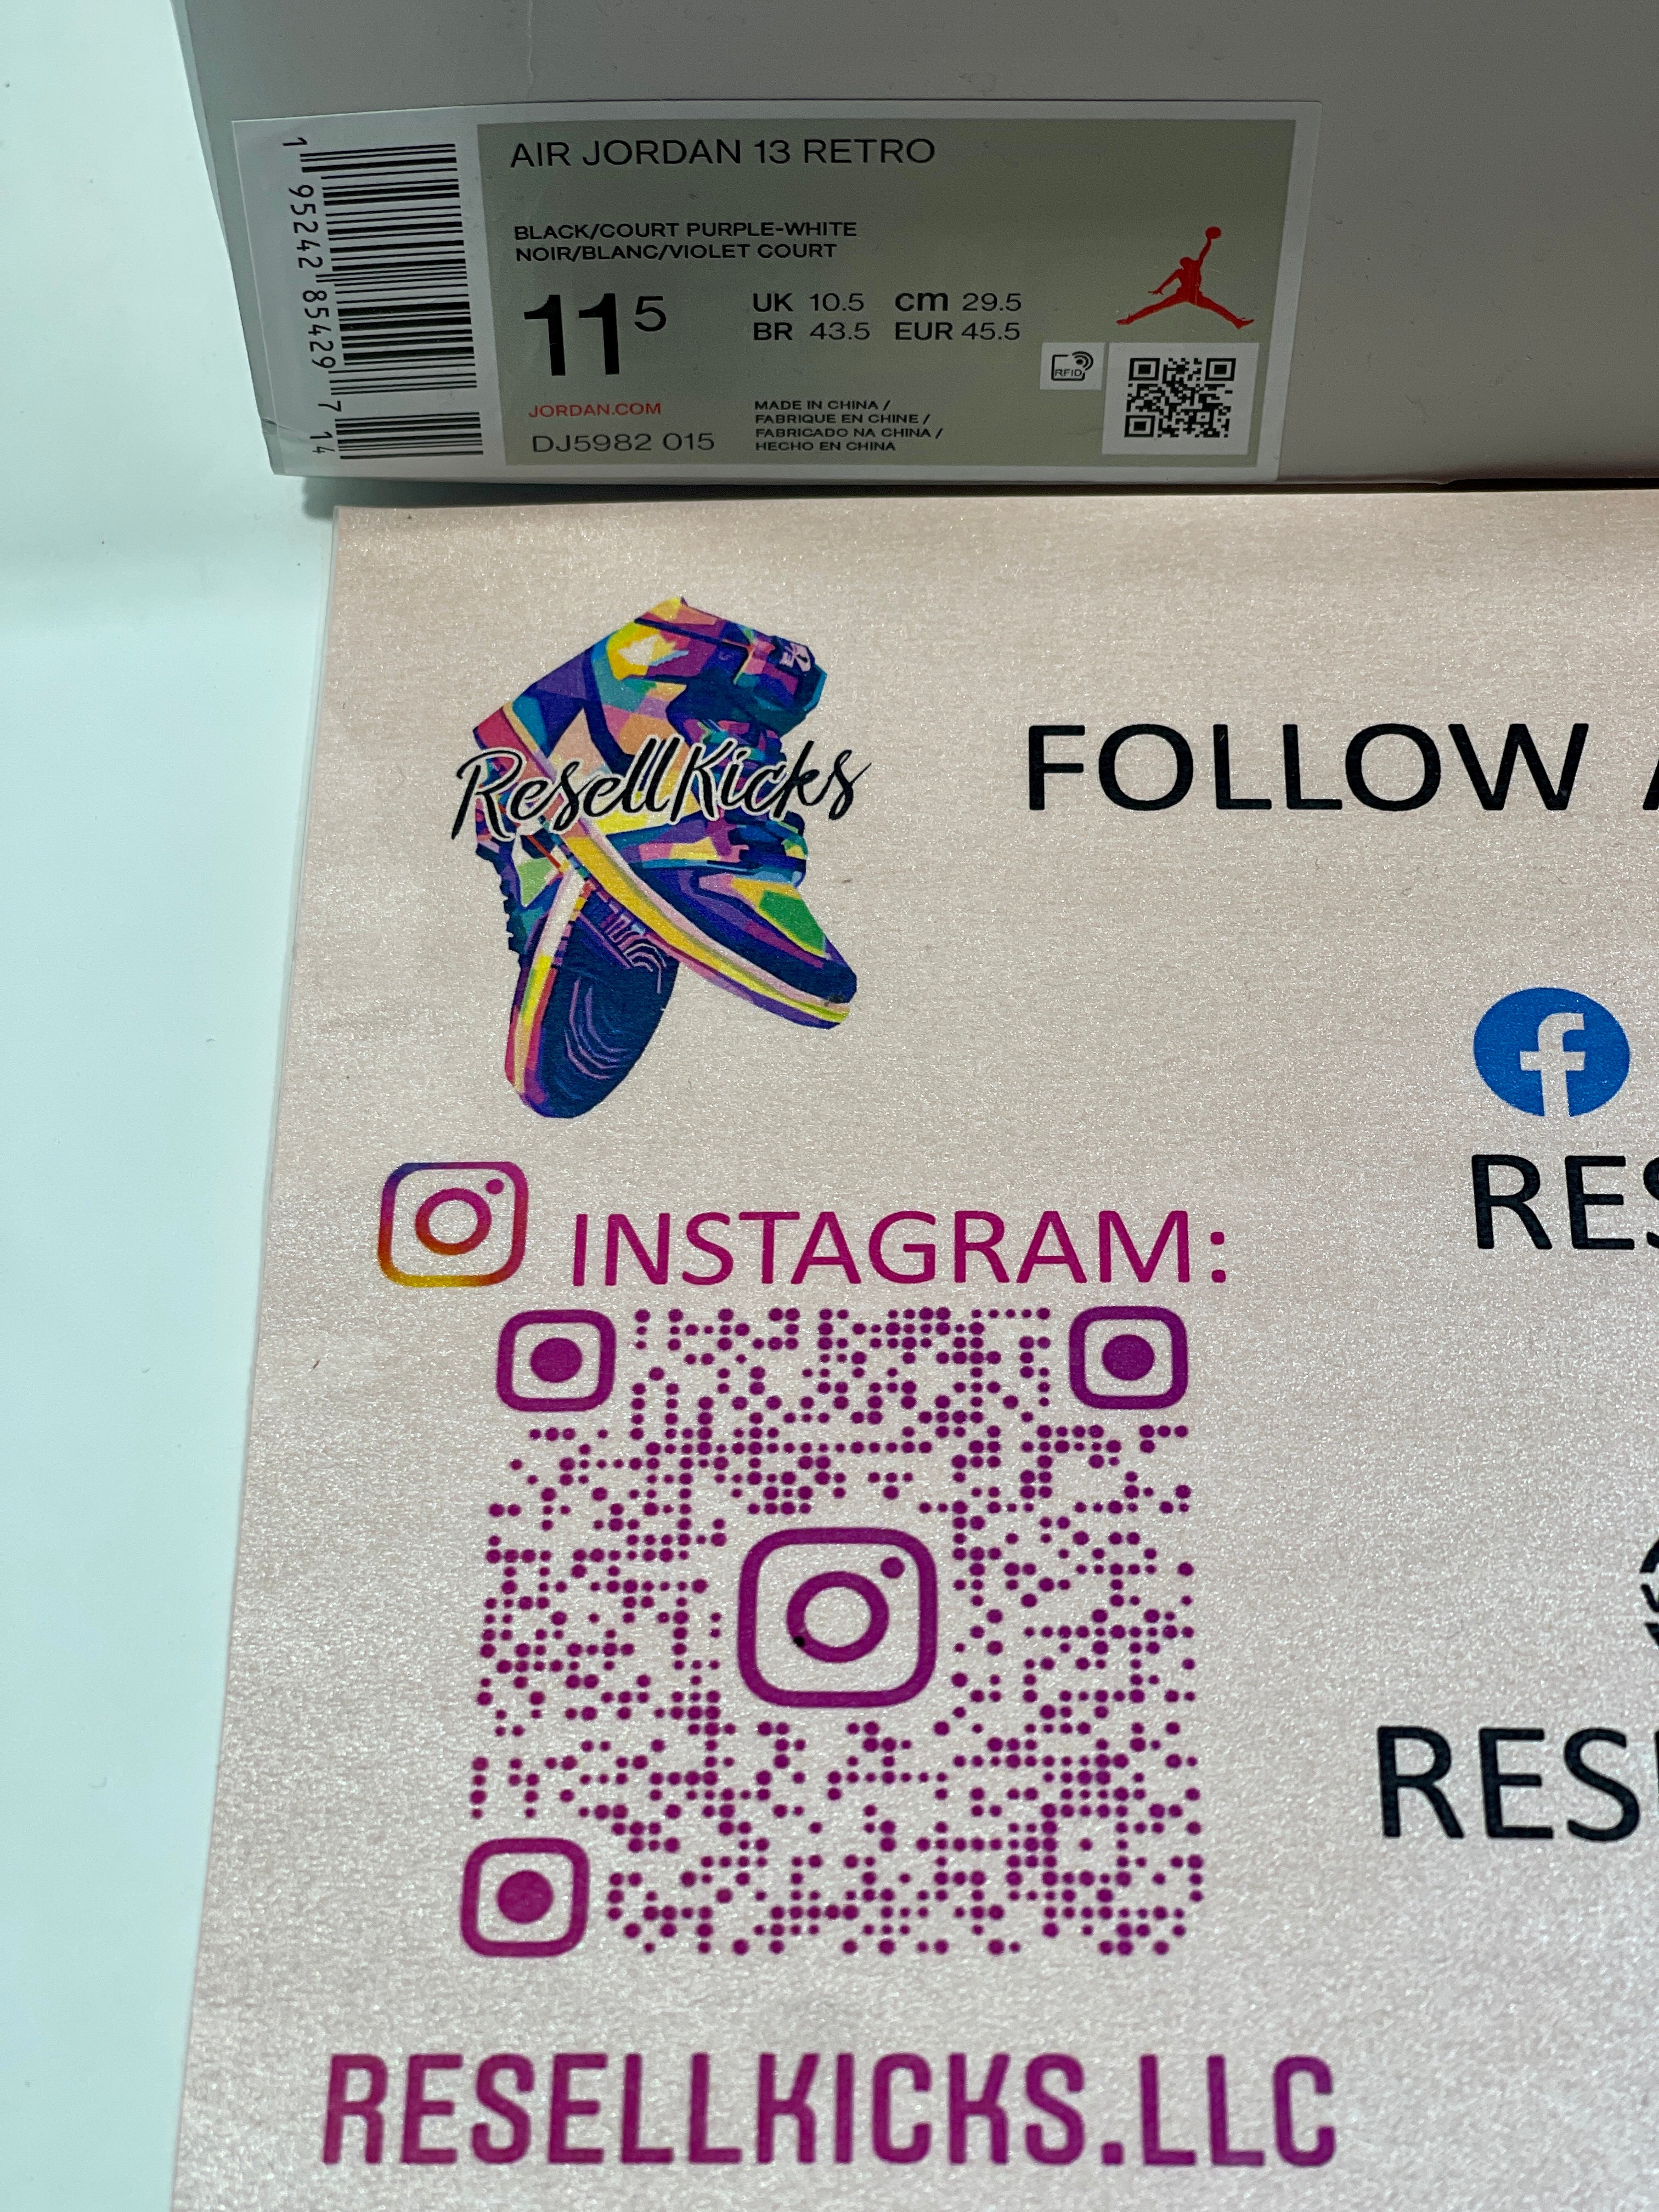 AIR JORDAN 13 RETRO
BLACK/COURT PURPLE-WHITE
NOIR/BLANC/VIOLET COURT
11 5
UK 10.5 cm 29.5
BR 43.5 EUR 45.5
RFID
JORDAN.COM
DJ5982 015
MADE IN CHINA /
FABRIQUE EN CHINE /
FABRICADO NA CHINA /
HECHO EN CHINA
1 95242 85429 7 14
ResellKicks
FOLLOW
INSTAGRAM:
RES
RES
RESELLKICKS.LLC